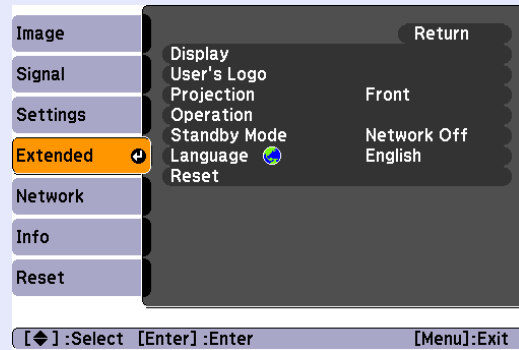 Image
Signal
Settings
Extended
Network
Info
Reset
Return
Display
User's Logo
Projection Front
Operation
Standby Mode Network Off
Language English
Reset
[◆] :Select [Enter] :Enter [Menu]:Exit